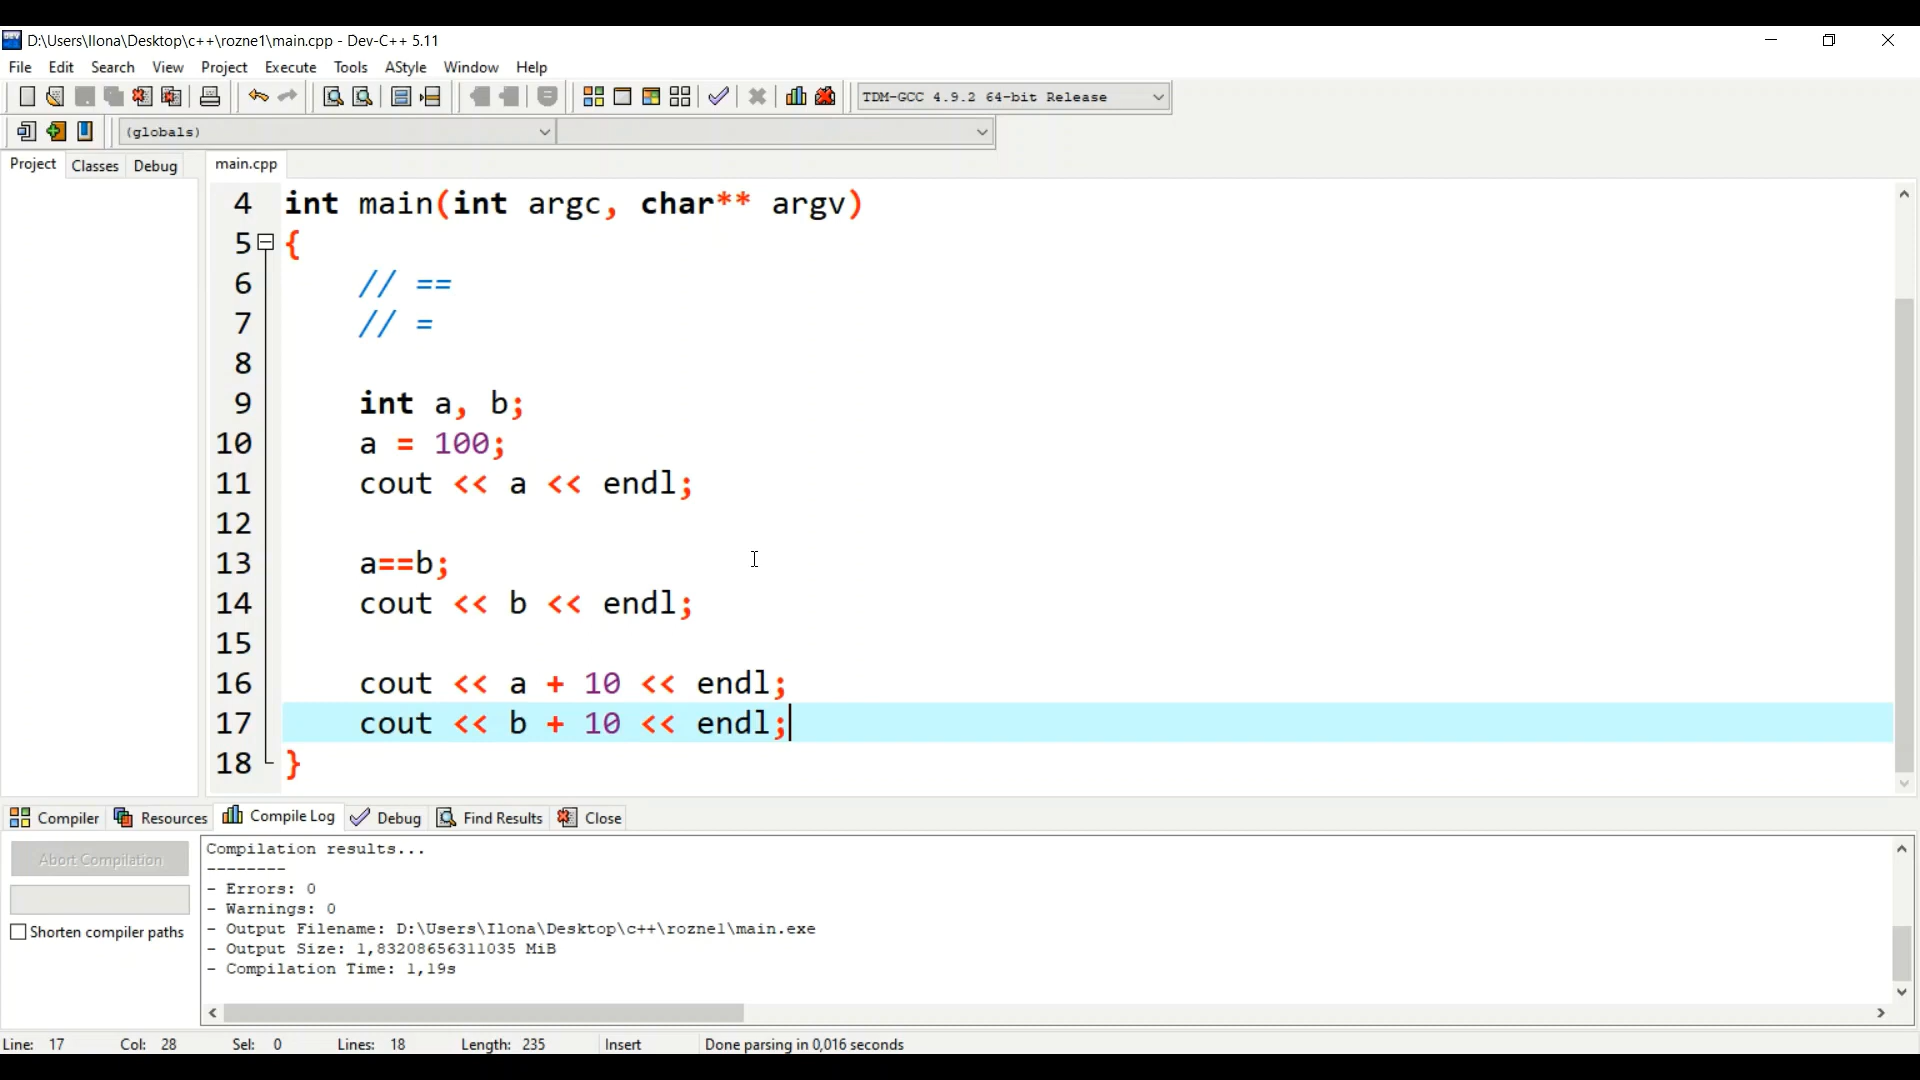 D:\Users\Ilona\Desktop\c++\rozne1\main.cpp - Dev-C++ 5.11
File Edit Search View Project Execute Tools AStyle Window Help
TDM-GCC 4.9.2 64-bit Release
(globals)
Project Classes Debug main.cpp
4 int main(int argc, char** argv)
5 {
6 // ==
7 // =
8
9 int a, b;
10 a = 100;
11 cout << a << endl;
12
13 a==b;
14 cout << b << endl;
15
16 cout << a + 10 << endl;
17 cout << b + 10 << endl;
18 }
Compiler Resources Compile Log Debug Find Results Close
Abort Compilation
Shorten compiler paths
Compilation results...
--------
- Errors: 0
- Warnings: 0
- Output Filename: D:\Users\Ilona\Desktop\c++\rozne1\main.exe
- Output Size: 1,83208656311035 MiB
- Compilation Time: 1,19s
Line: 17 Col: 28 Sel: 0 Lines: 18 Length: 235 Insert Done parsing in 0,016 seconds